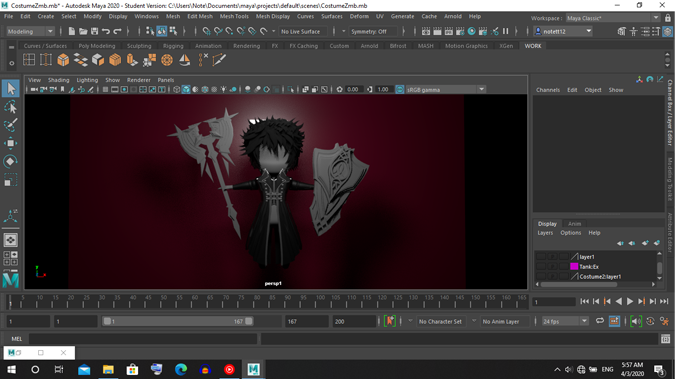 CostumeZmb.mb* - Autodesk Maya 2020 - Student Version: C:\Users\Note\Documents\maya\projects\default\scenes\CostumeZmb.mb
File Edit Create Select Modify Display Windows Mesh Edit Mesh Mesh Tools Mesh Display Curves Surfaces Deform UV Generate Cache Arnold Help
Workspace: Maya Classic*
Modeling
No Live Surface
Symmetry: Off
notett12
Curves / Surfaces Poly Modeling Sculpting Rigging Animation Rendering FX FX Caching Custom Arnold Bifrost MASH Motion Graphics XGen WORK
View Shading Lighting Show Renderer Panels
0.00 1.00 sRGB gamma
Channels Edit Object Show
Channel Box / Layer Editor
Modeling Toolkit
Attribute Editor
persp1
Display Anim
Layers Options Help
layer1
Tank:Ex
Costume2:layer1
5 10 15 20 25 30 35 40 45 50 55 60 65 70 75 80 85 90 95 100 105 110 115 120 125 130 135 140 145 150 155 160 165
1
1 1 1 167 167 200
No Character Set
No Anim Layer
24 fps
MEL
ENG
5:57 AM
4/3/2020